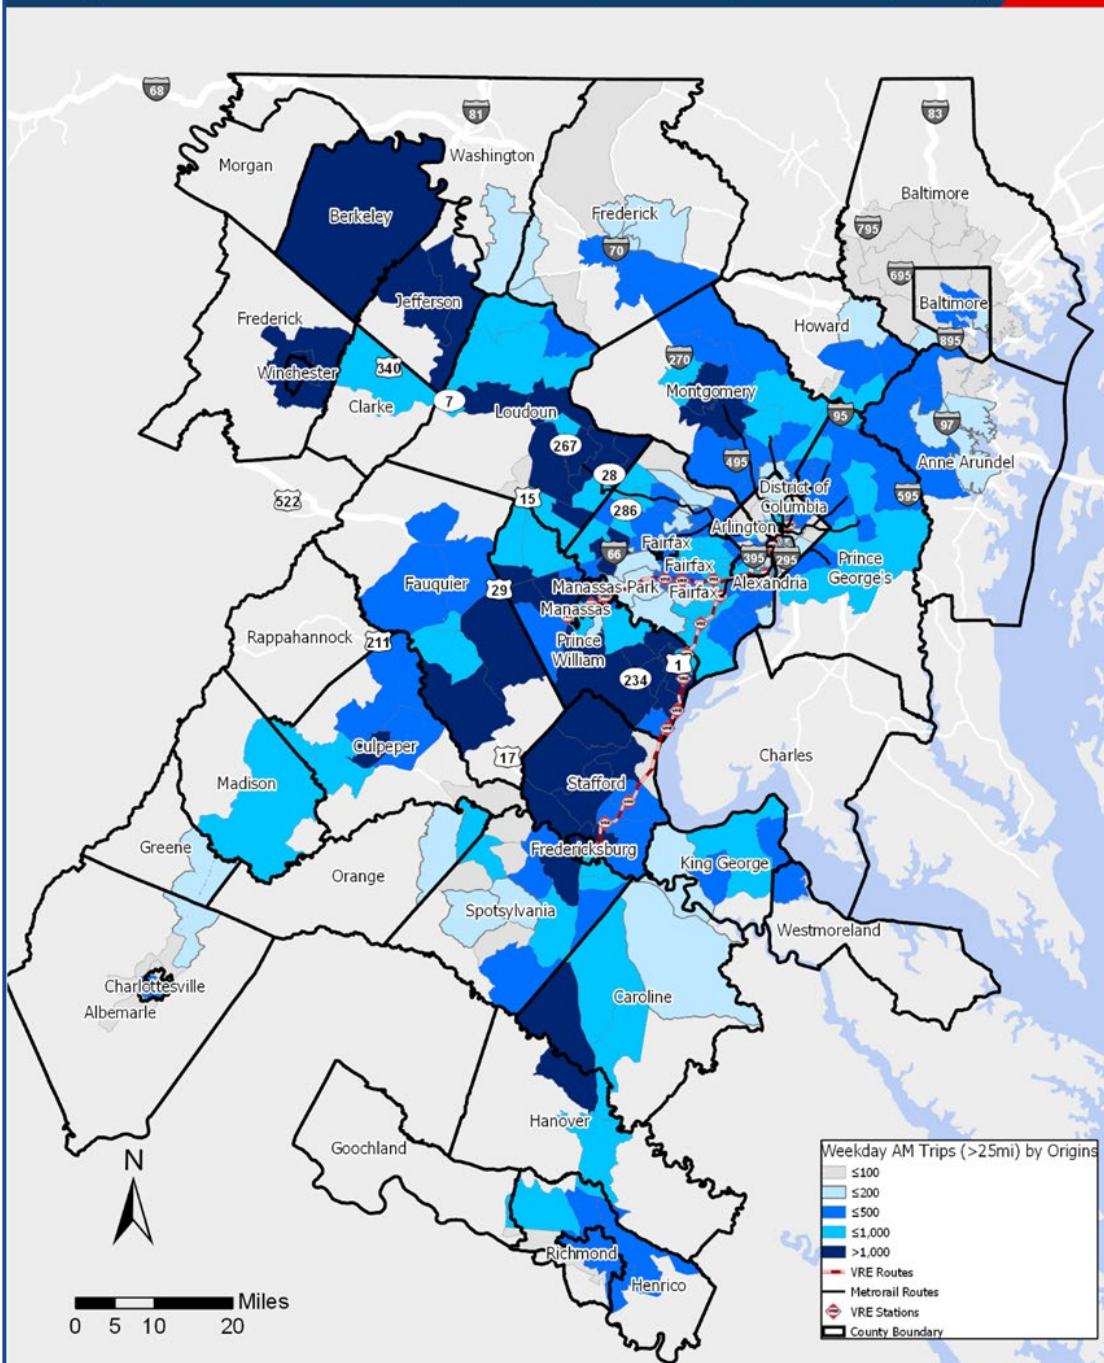 68
81
83
Morgan
Washington
Baltimore
Berkeley
Frederick
795
70
695
Jefferson
Baltimore
Frederick
Howard
895
270
Winchester
340
Montgomery
Clarke
7
Loudoun
95
97
267
495
Anne Arundel
28
District of
Columbia
595
522
15
286
Arlington
66
Fairfax
395
295
Prince
George's
Fairfax
Fauquier
29
Manassas Park
Fairfax
Alexandria
Manassas
Rappahannock
211
Prince
William
1
234
Culpeper
17
Charles
Madison
Stafford
Greene
Fredericksburg
King George
Orange
Spotsylvania
Westmoreland
Charlottesville
Caroline
Albemarle
Hanover
Goochland
N
Richmond
Henrico
Miles
0 5 10 20
Weekday AM Trips (>25mi) by Origins
≤100
≤200
≤500
≤1,000
>1,000
VRE Routes
Metrorail Routes
VRE Stations
County Boundary